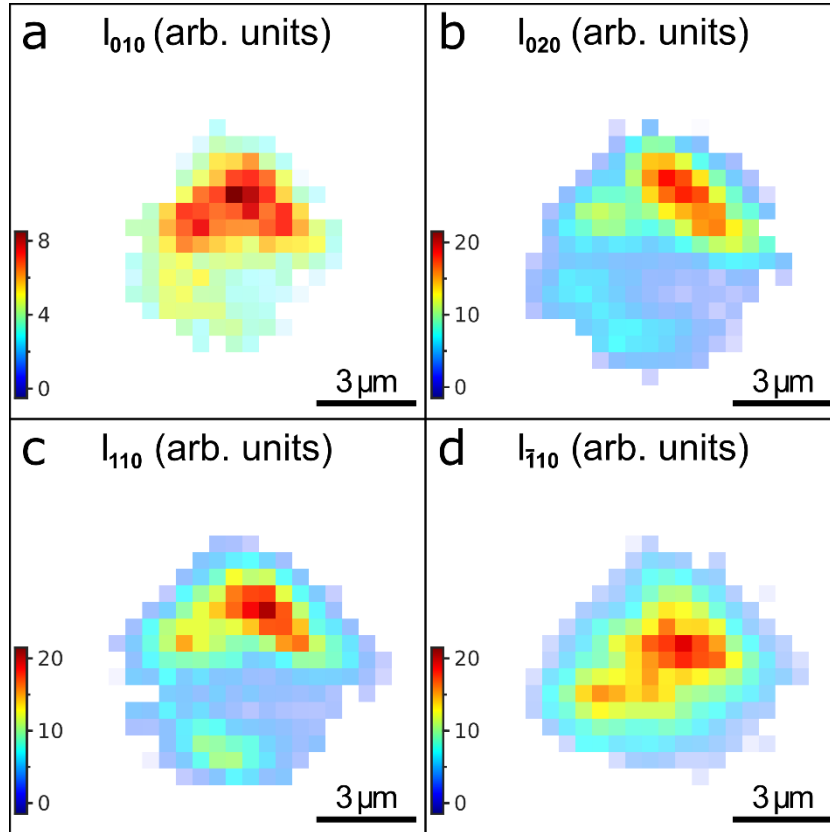 a I₀₁₀ (arb. units)
8
4
0
3 µm
b I₀₂₀ (arb. units)
20
10
0
3 µm
c I₁₁₀ (arb. units)
20
10
0
3 µm
d I₁̄₁₀ (arb. units)
20
10
0
3 µm